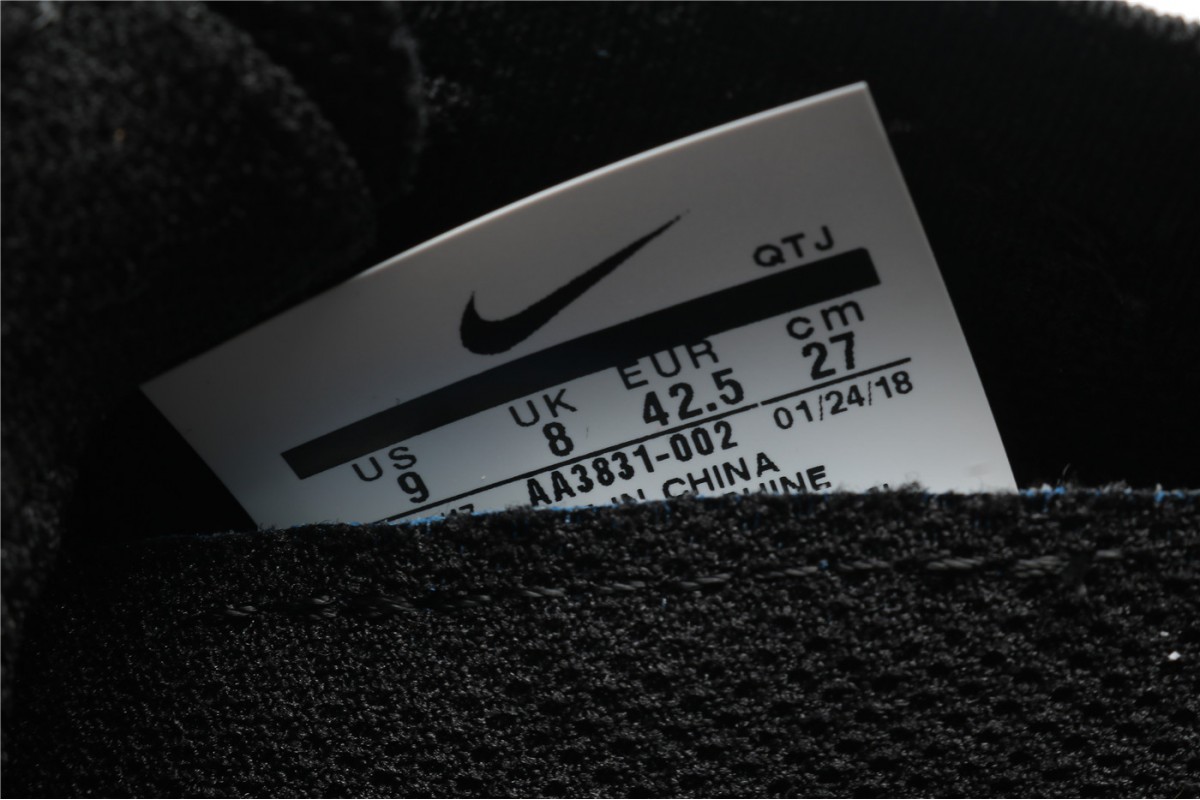 QTJ
US UK EUR cm
9 8 42.5 27
AA3831-002 01/24/18
IN CHINA